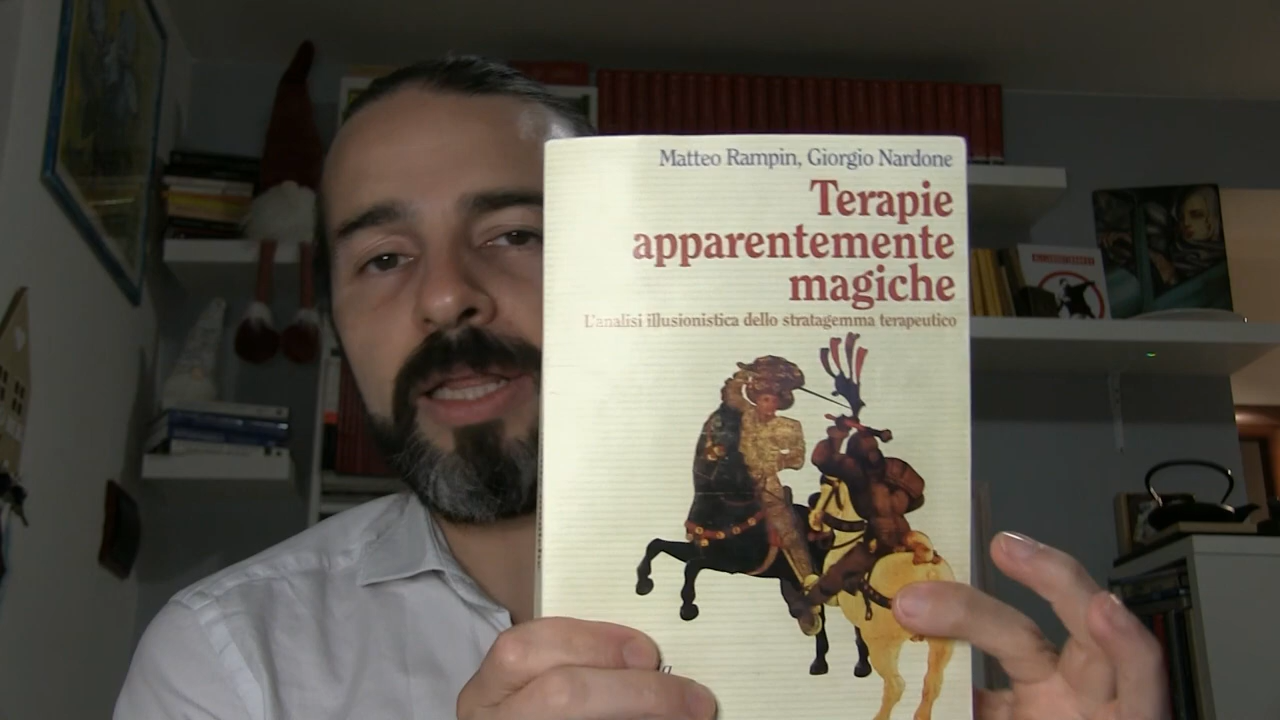 Matteo Rampin, Giorgio Nardone
Terapie
apparentemente
magiche
L'analisi illusionistica dello stratagemma terapeutico